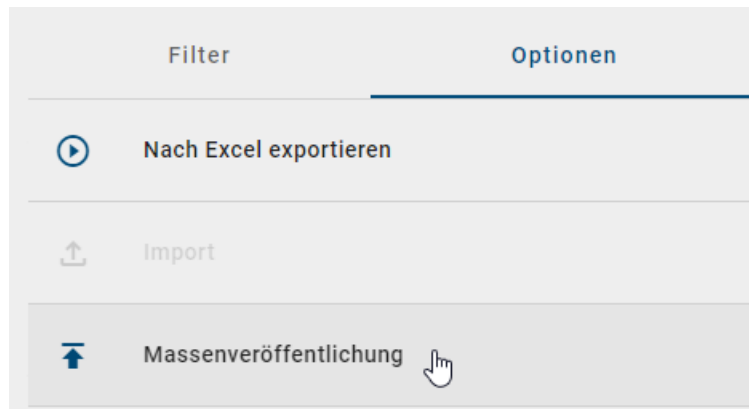 Filter Optionen
Nach Excel exportieren
Import
Massenveröffentlichung